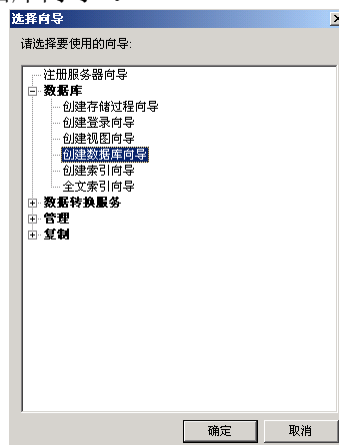 选择向导
请选择要使用的向导:
注册服务器向导
数据库
创建存储过程向导
创建登录向导
创建视图向导
创建数据库向导
创建索引向导
全文索引向导
数据转换服务
管理
复制
确定 取消